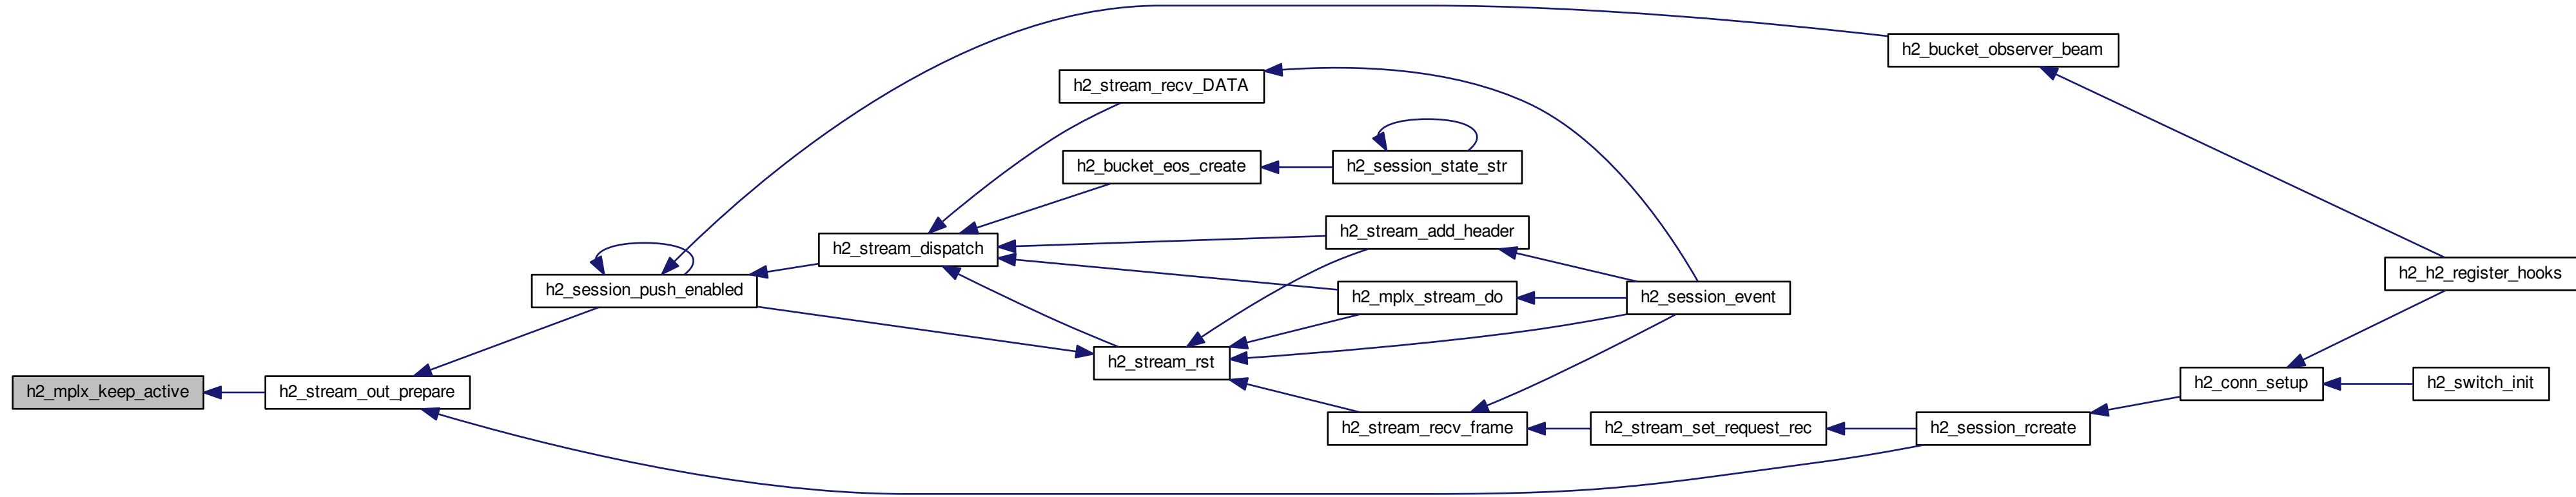 h2_bucket_observer_beam
h2_stream_recv_DATA
h2_bucket_eos_create
h2_session_state_str
h2_stream_add_header
h2_stream_dispatch
h2_h2_register_hooks
h2_session_push_enabled
h2_mplx_stream_do
h2_session_event
h2_stream_rst
h2_conn_setup
h2_switch_init
h2_mplx_keep_active
h2_stream_out_prepare
h2_stream_recv_frame
h2_stream_set_request_rec
h2_session_rcreate